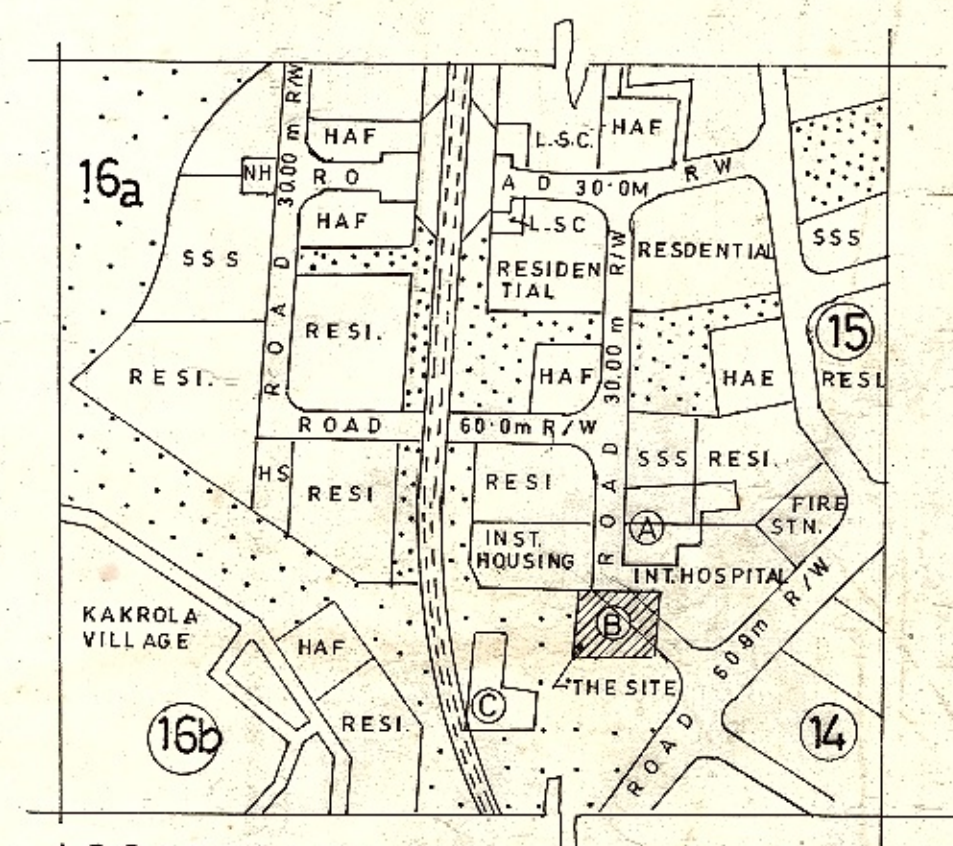 30.00 m R/W
HAF
L.S.C.
HAF
16a
NH
R O
A D 30.0M R W
HAF
L-SC
SSS
SSS
RESIDEN
TIAL
R/W
RESDENTIAL
ROAD
RESI.
30.00 m
15
RESI.
HAF
HAE
RESI
ROAD
60.0m R/W
HS
RESI
RESI
ROAD
SSS
RESI.
FIRE
STN.
A
INST.
HOUSING
INT. HOSPITAL
KAKROLA
VILLAGE
HAF
B
60.8m R/W
THE SITE
C
RESI.
16b
ROAD
14